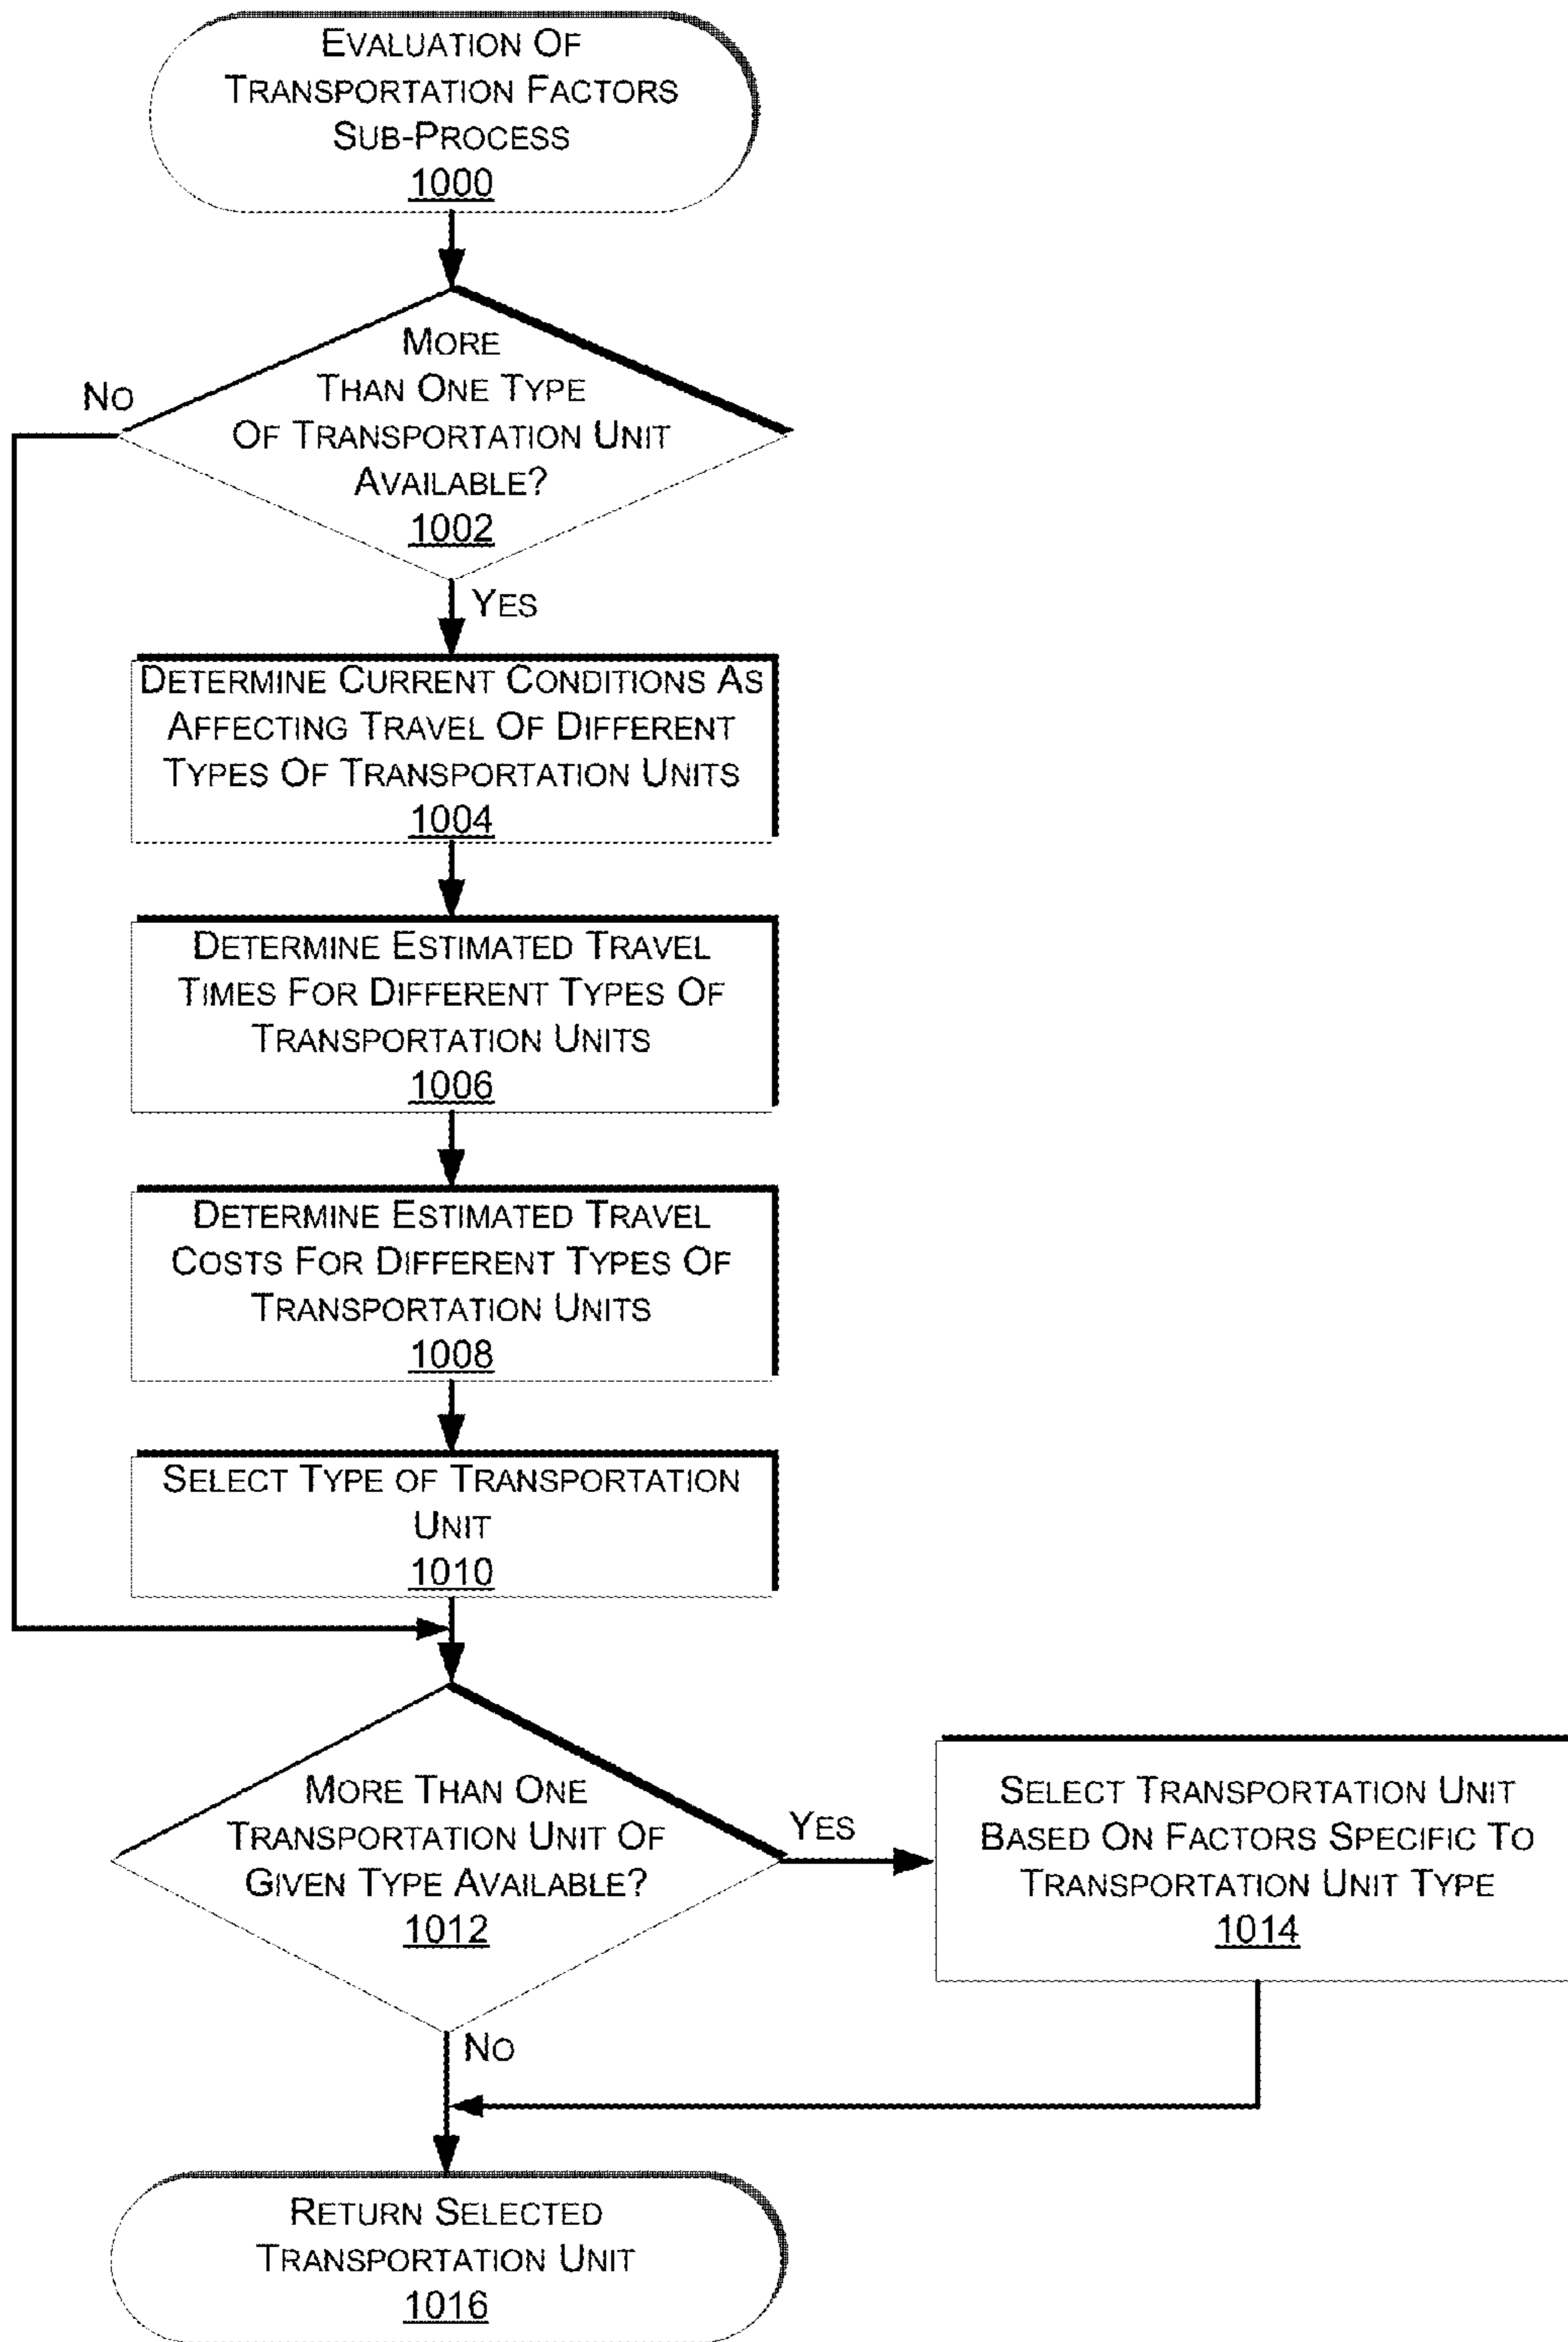 EVALUATION OF
TRANSPORTATION FACTORS
SUB-PROCESS
1000
MORE
THAN ONE TYPE
OF TRANSPORTATION UNIT
AVAILABLE?
1002
NO
YES
DETERMINE CURRENT CONDITIONS AS
AFFECTING TRAVEL OF DIFFERENT
TYPES OF TRANSPORTATION UNITS
1004
DETERMINE ESTIMATED TRAVEL
TIMES FOR DIFFERENT TYPES OF
TRANSPORTATION UNITS
1006
DETERMINE ESTIMATED TRAVEL
COSTS FOR DIFFERENT TYPES OF
TRANSPORTATION UNITS
1008
SELECT TYPE OF TRANSPORTATION
UNIT
1010
MORE THAN ONE
TRANSPORTATION UNIT OF
GIVEN TYPE AVAILABLE?
1012
YES
SELECT TRANSPORTATION UNIT
BASED ON FACTORS SPECIFIC TO
TRANSPORTATION UNIT TYPE
1014
NO
RETURN SELECTED
TRANSPORTATION UNIT
1016